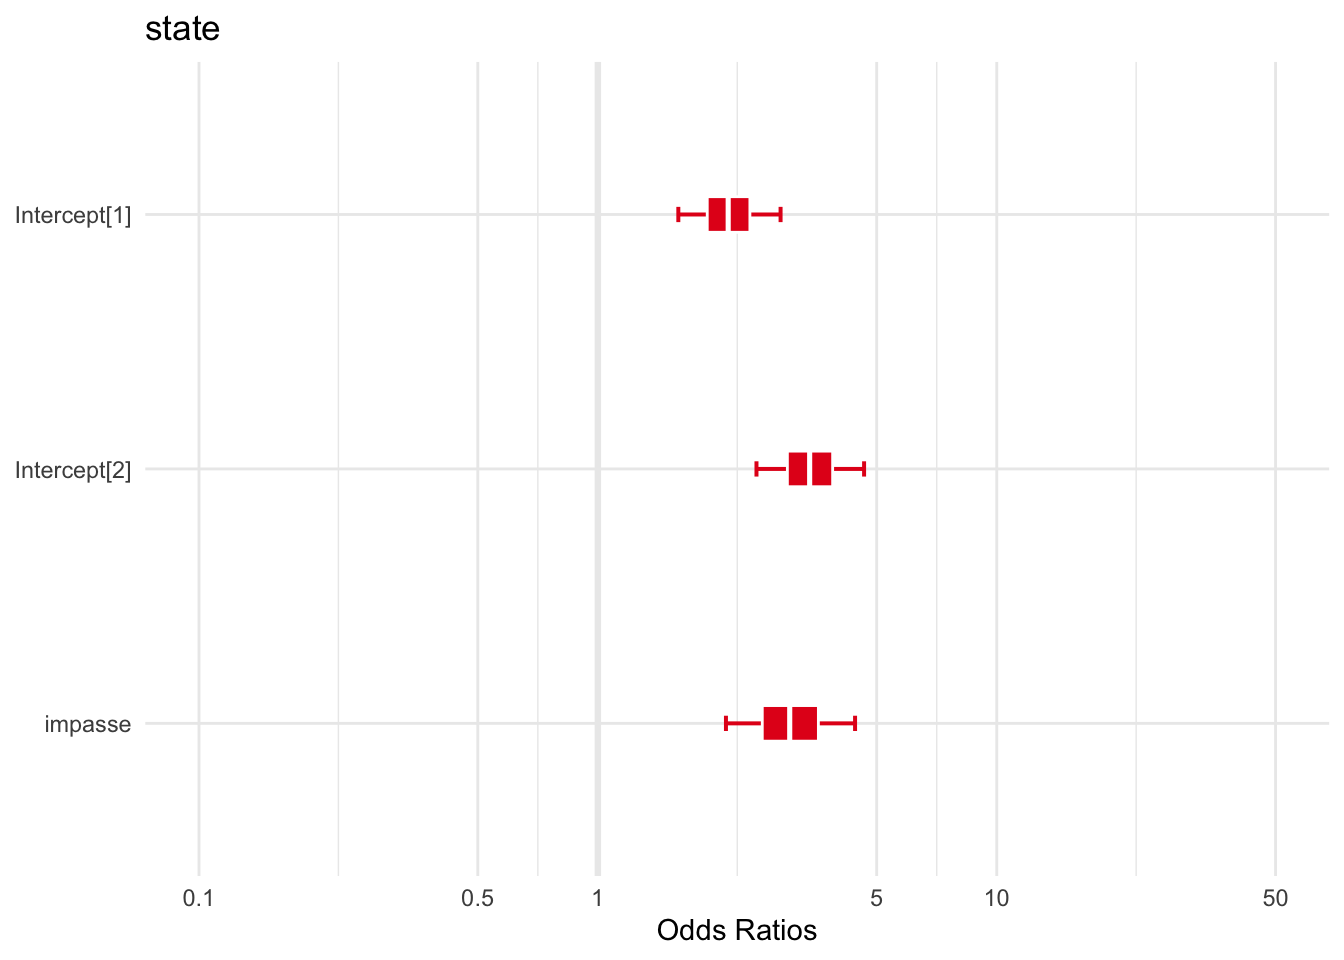 state
Intercept[1]
Intercept[2]
impasse
0.1 0.5 1 5 10 50
Odds Ratios